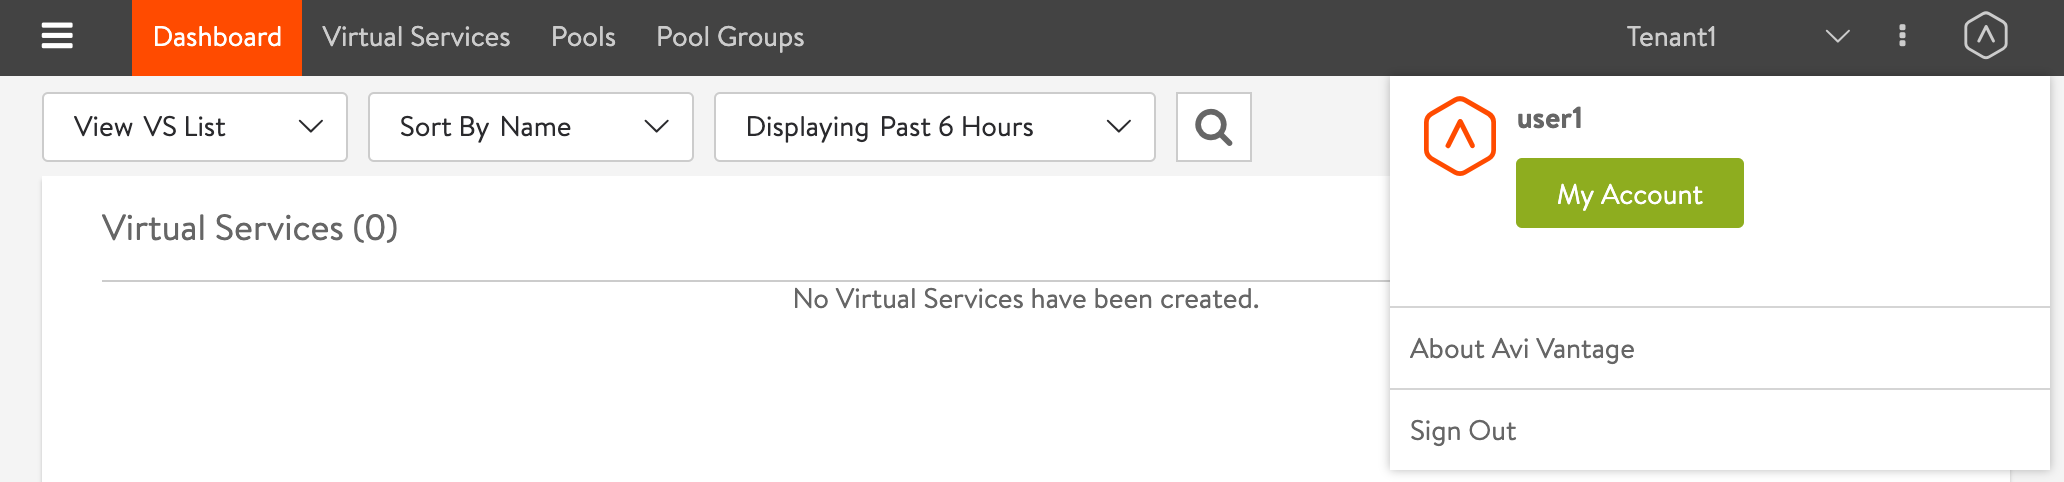 Dashboard Virtual Services Pools Pool Groups Tenant1
View VS List Sort By Name Displaying Past 6 Hours
user1
My Account
Virtual Services (0)
No Virtual Services have been created.
About Avi Vantage
Sign Out